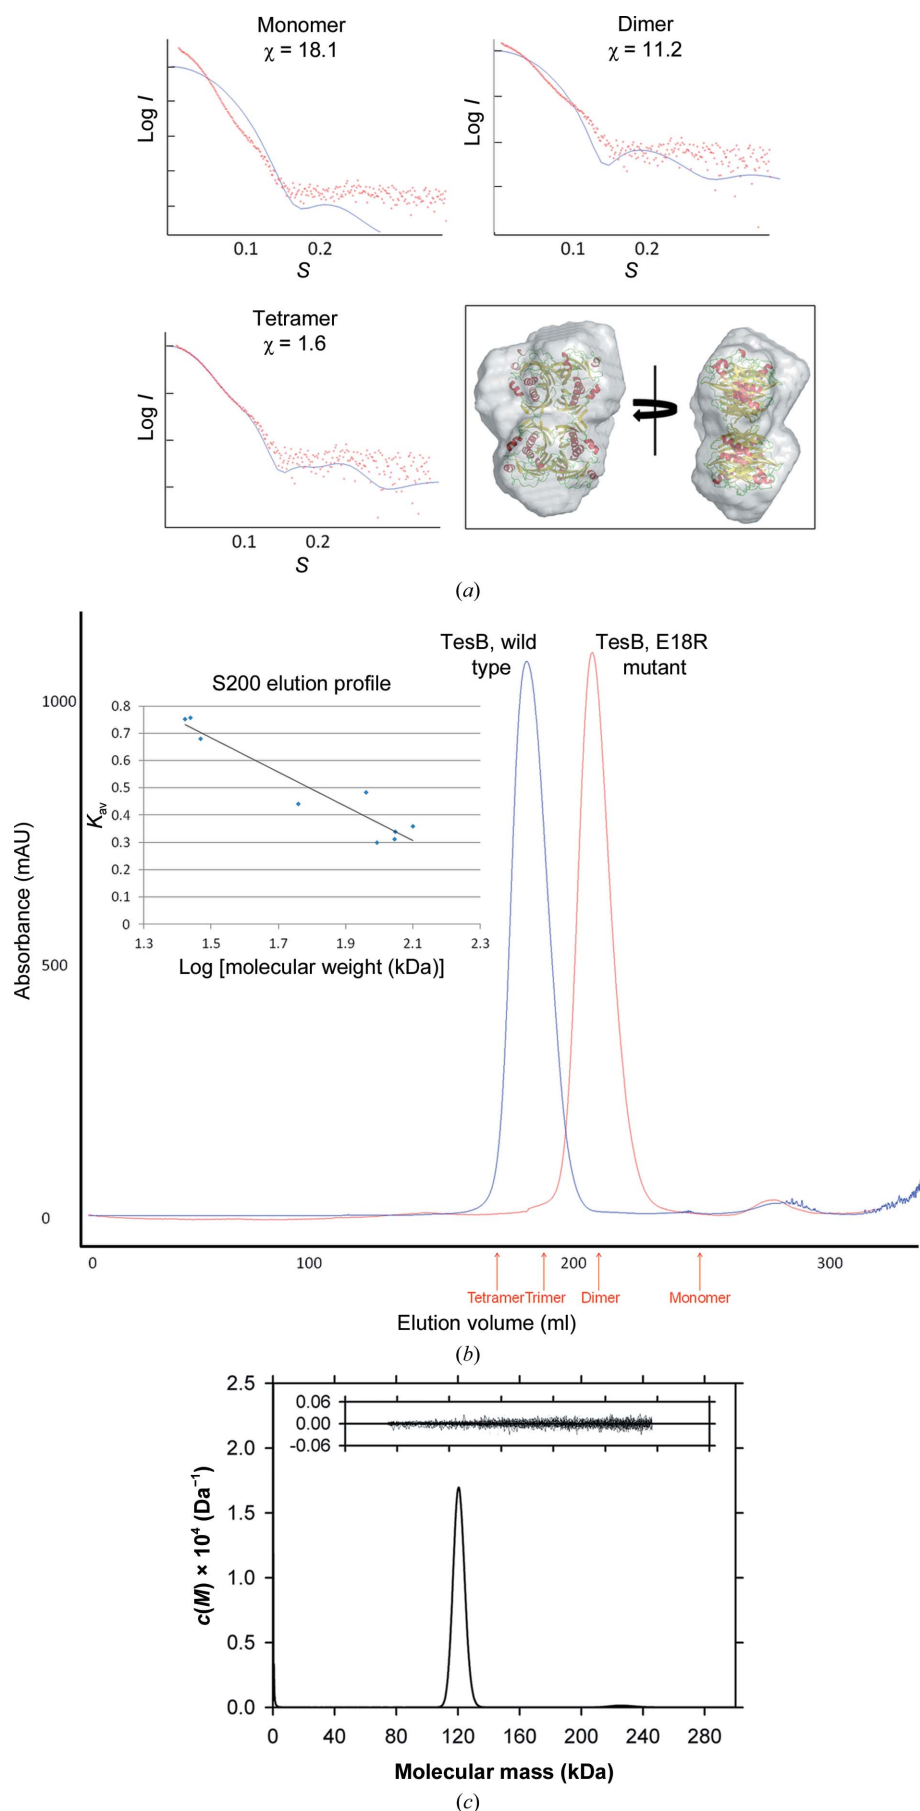 Monomer
χ = 18.1
Dimer
χ = 11.2
Log I
Log I
0.1 0.2
0.1 0.2
S
S
Tetramer
χ = 1.6
Log I
0.1 0.2
S
(a)
TesB, wild
type
TesB, E18R
mutant
S200 elution profile
1000
500
0
Absorbance (mAU)
0.8
0.7
0.6
0.5
0.4
0.3
0.2
0.1
0
Kav
1.3 1.5 1.7 1.9 2.1 2.3
Log [molecular weight (kDa)]
0 100 200 300
Tetramer Trimer Dimer Monomer
Elution volume (ml)
(b)
2.5
2.0
1.5
1.0
0.5
0.0
0.06
0.00
-0.06
c(M) × 10⁴ (Da⁻¹)
0 40 80 120 160 200 240 280
Molecular mass (kDa)
(c)